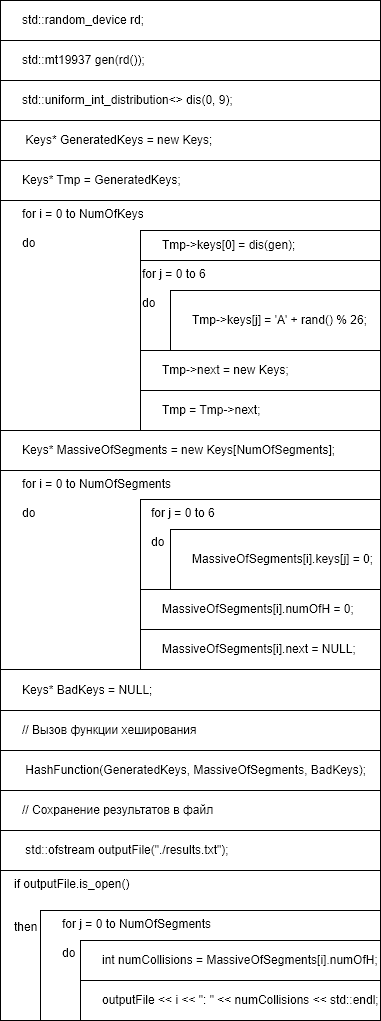 std::random_device rd;
std::mt19937 gen(rd());
std::uniform_int_distribution<> dis(0, 9);
Keys* GeneratedKeys = new Keys;
Keys* Tmp = GeneratedKeys;
for i = 0 to NumOfKeys
do
Tmp->keys[0] = dis(gen);
for j = 0 to 6
do
Tmp->keys[j] = 'A' + rand() % 26;
Tmp->next = new Keys;
Tmp = Tmp->next;
Keys* MassiveOfSegments = new Keys[NumOfSegments];
for i = 0 to NumOfSegments
do
for j = 0 to 6
do
MassiveOfSegments[i].keys[j] = 0;
MassiveOfSegments[i].numOfH = 0;
MassiveOfSegments[i].next = NULL;
Keys* BadKeys = NULL;
// Вызов функции хеширования
HashFunction(GeneratedKeys, MassiveOfSegments, BadKeys);
// Сохранение результатов в файл
std::ofstream outputFile("./results.txt");
if outputFile.is_open()
then
for j = 0 to NumOfSegments
do
int numCollisions = MassiveOfSegments[i].numOfH;
outputFile << i << ": " << numCollisions << std::endl;